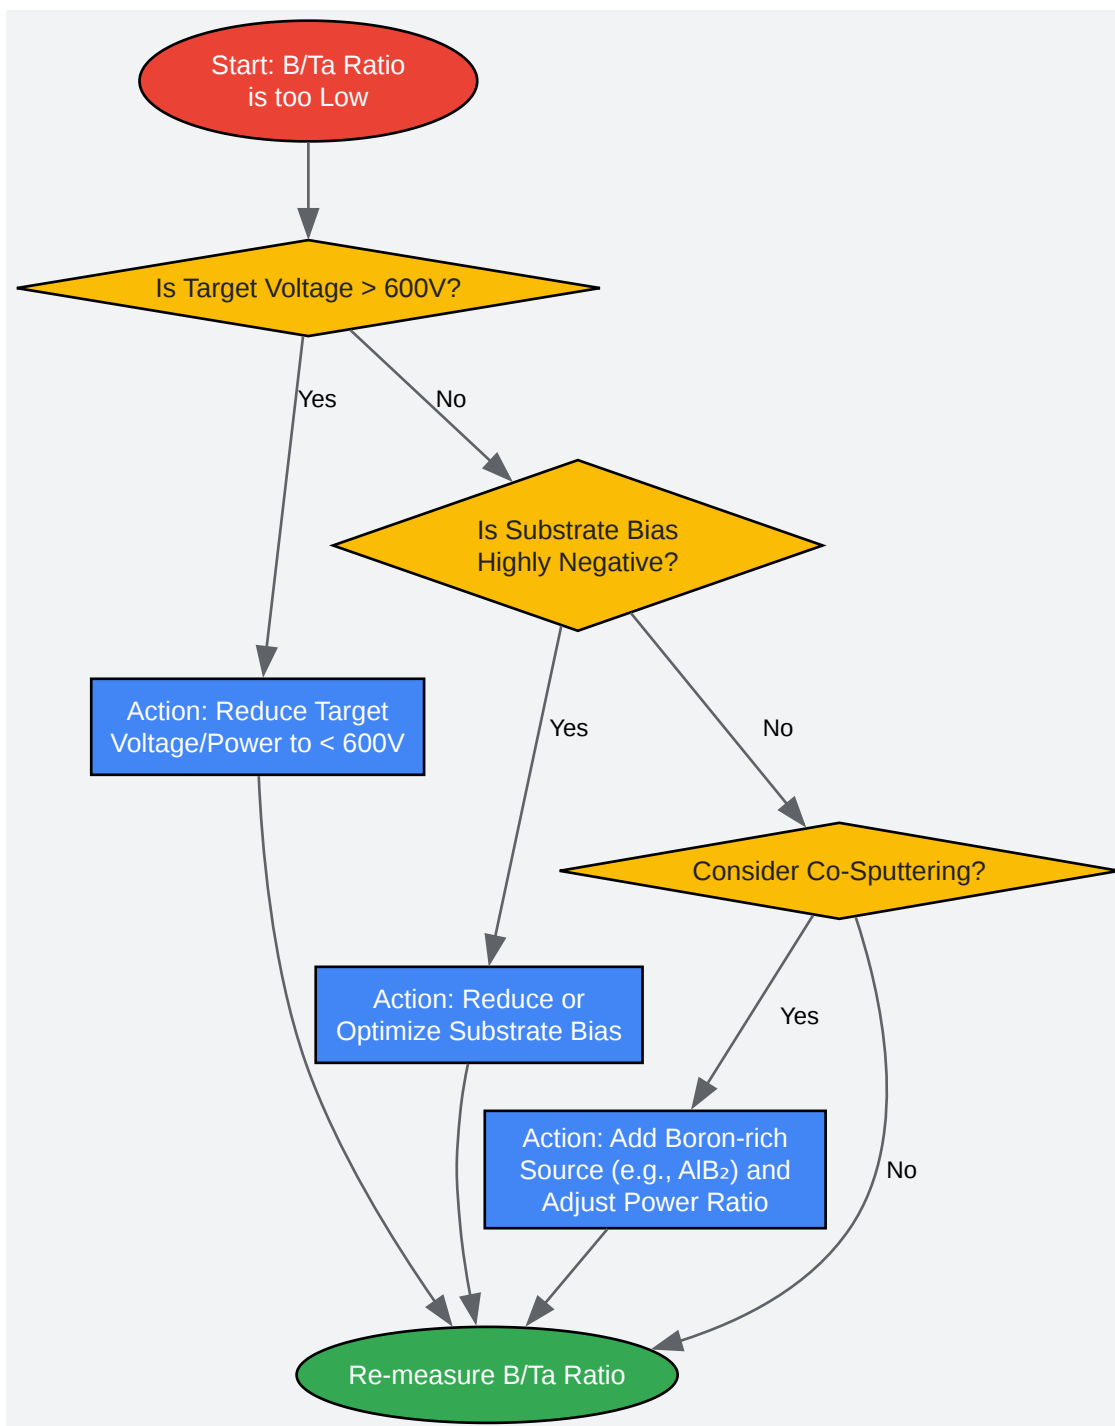 Start: B/Ta Ratio
is too Low
Is Target Voltage > 600V?
Yes
No
Is Substrate Bias
Highly Negative?
Action: Reduce Target
Voltage/Power to < 600V
Yes
No
Consider Co-Sputtering?
Action: Reduce or
Optimize Substrate Bias
Yes
Action: Add Boron-rich
Source (e.g., AlB₂) and
Adjust Power Ratio
No
Re-measure B/Ta Ratio